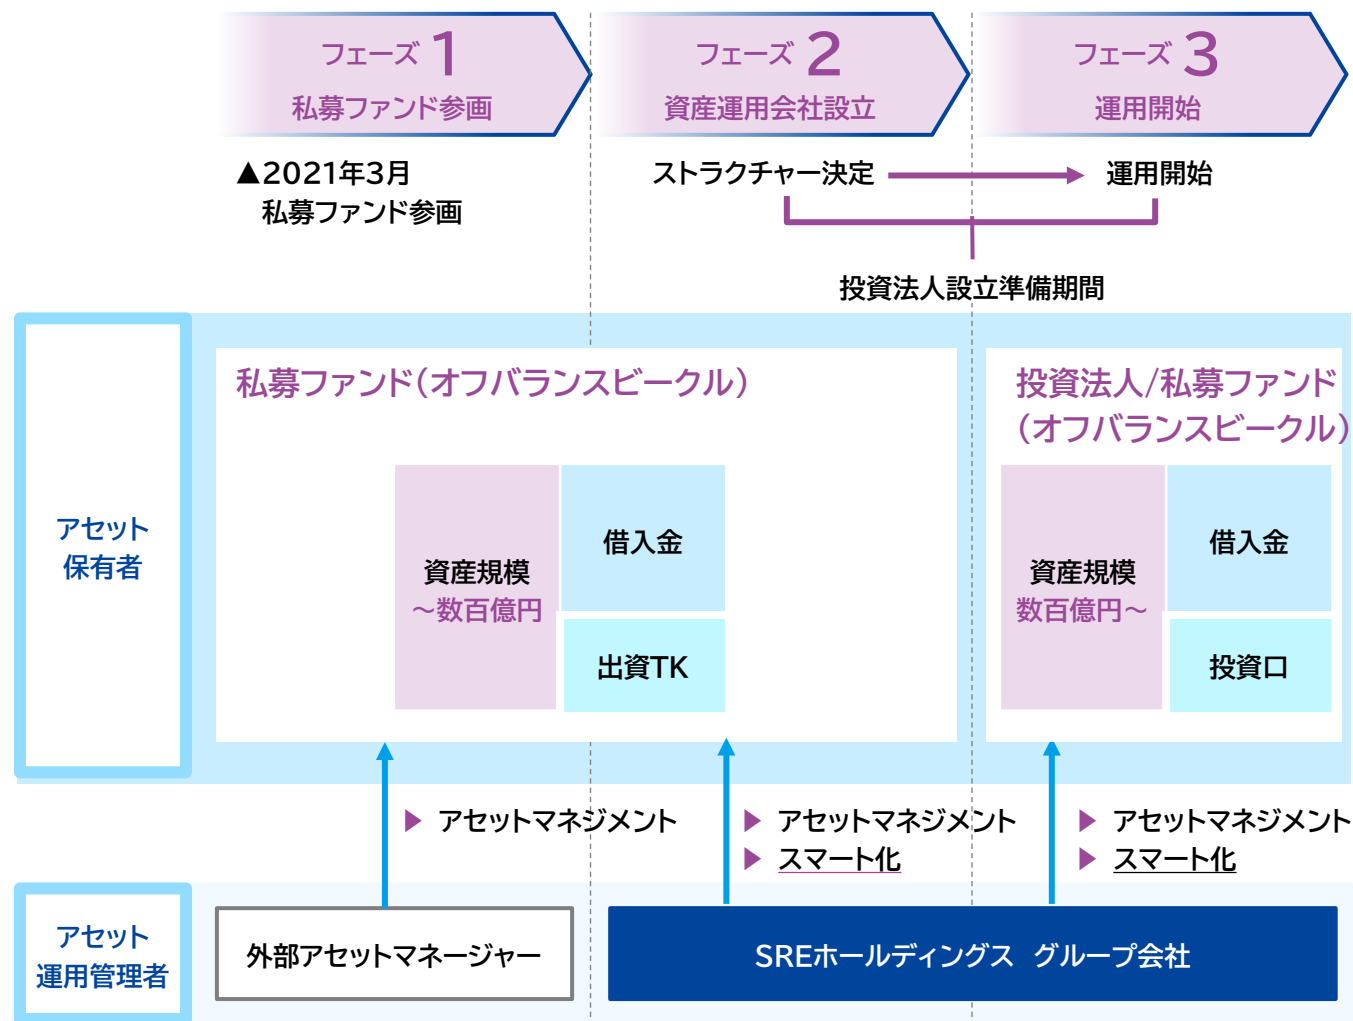 フェーズ 1
私募ファンド参画
フェーズ 2
資産運用会社設立
フェーズ 3
運用開始
▲2021年3月
私募ファンド参画
ストラクチャー決定
運用開始
投資法人設立準備期間
アセット
保有者
私募ファンド(オフバランスビークル)
資産規模
～数百億円
借入金
出資TK
投資法人/私募ファンド
(オフバランスビークル)
資産規模
数百億円～
借入金
投資口
▶ アセットマネジメント
▶ アセットマネジメント
▶ スマート化
▶ アセットマネジメント
▶ スマート化
アセット
運用管理者
外部アセットマネージャー
SREホールディングス グループ会社